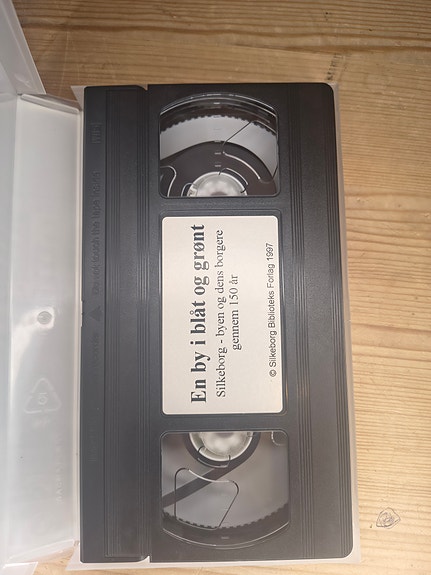 En by i blåt og grønt
Silkeborg - byen og dens borgere
gennem 150 år
© Silkeborg Biblioteks Forlag 1997